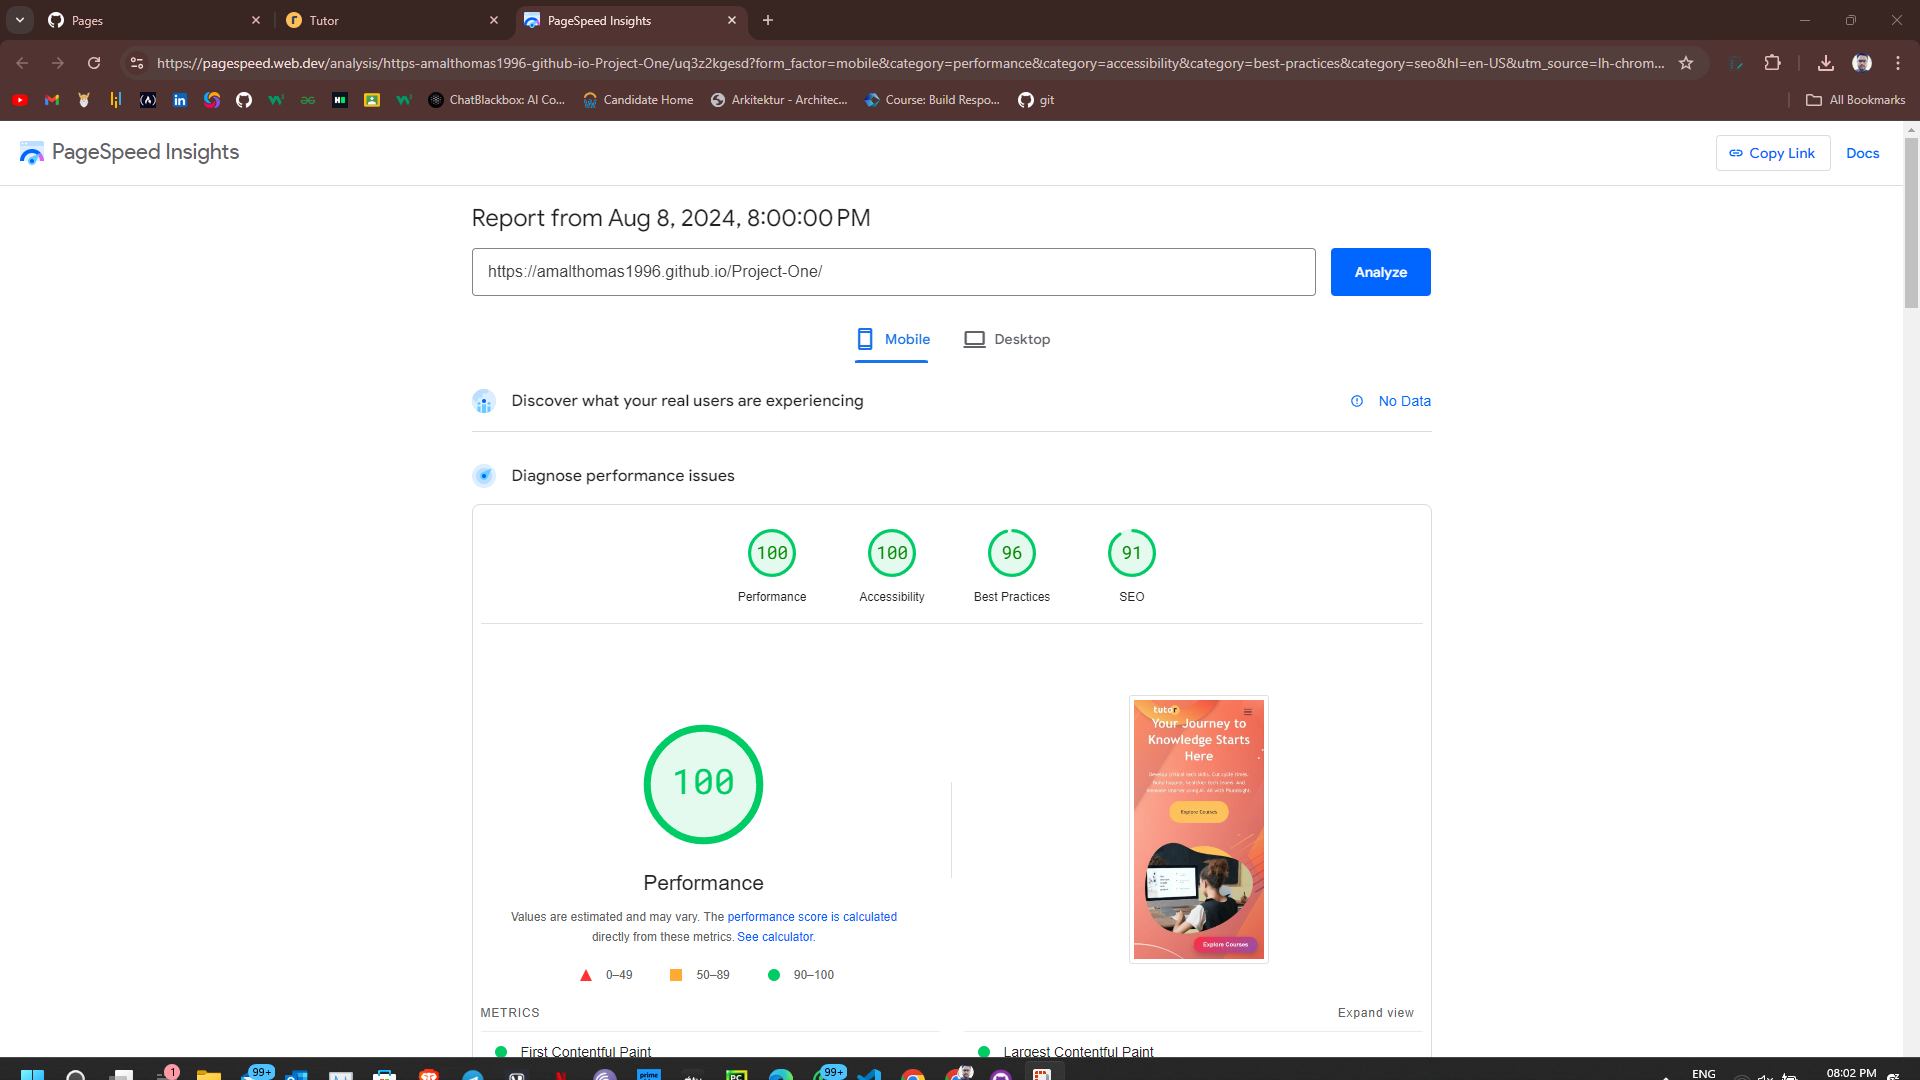 Pages
Tutor
PageSpeed Insights
https://pagespeed.web.dev/analysis/https-amalthomas1996-github-io-Project-One/uq3z2kgesd?form_factor=mobile&category=performance&category=accessibility&category=best-practices&category=seo&hl=en-US&utm_source=lh-chrom...
ChatBlackbox: AI Co...
Candidate Home
Arkitektur - Architec...
Course: Build Respo...
git
All Bookmarks
PageSpeed Insights
Copy Link
Docs
Report from Aug 8, 2024, 8:00:00 PM
https://amalthomas1996.github.io/Project-One/
Analyze
Mobile
Desktop
Discover what your real users are experiencing
No Data
Diagnose performance issues
100
100
96
91
Performance
Accessibility
Best Practices
SEO
tutor
Your Journey to
Knowledge Starts
Here
Explore Courses
Explore Courses
100
Performance
Values are estimated and may vary. The performance score is calculated
directly from these metrics. See calculator.
0–49
50–89
90–100
METRICS
Expand view
First Contentful Paint
Largest Contentful Paint
1
99+
prime
PC
99+
ENG
08:02 PM